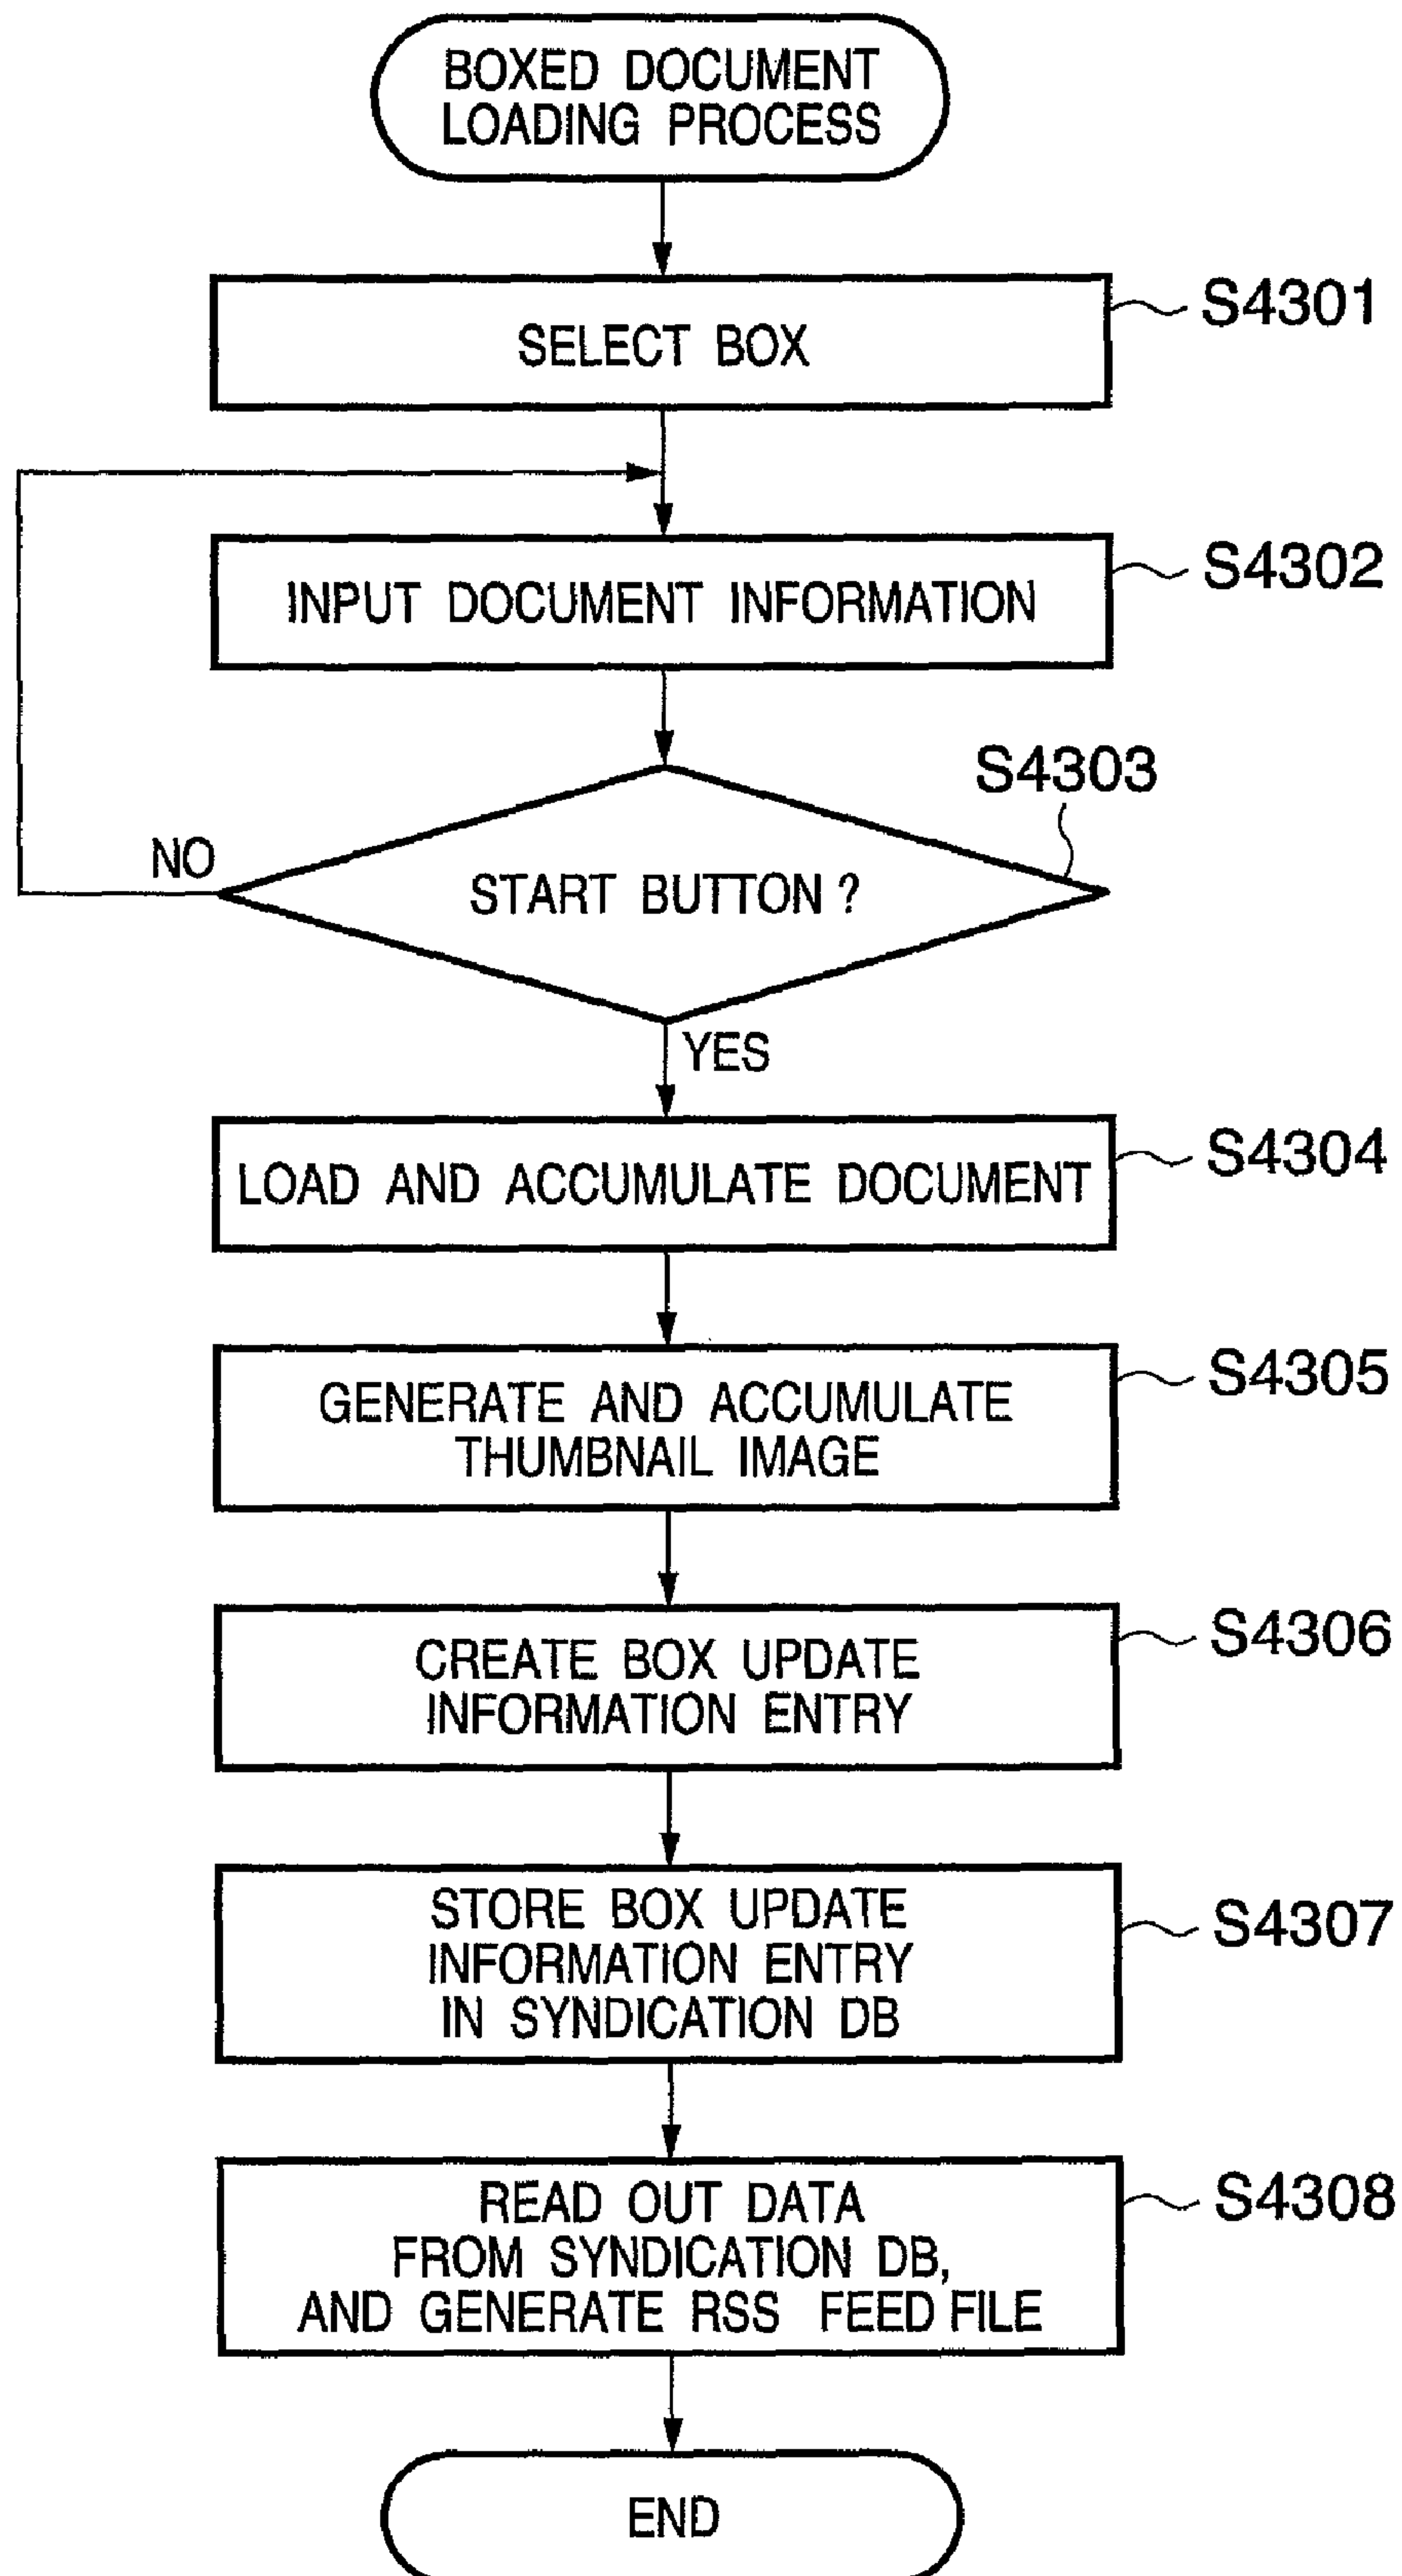 BOXED DOCUMENT
LOADING PROCESS
S4301
SELECT BOX
S4302
INPUT DOCUMENT INFORMATION
S4303
NO
START BUTTON ?
YES
S4304
LOAD AND ACCUMULATE DOCUMENT
S4305
GENERATE AND ACCUMULATE
THUMBNAIL IMAGE
S4306
CREATE BOX UPDATE
INFORMATION ENTRY
S4307
STORE BOX UPDATE
INFORMATION ENTRY
IN SYNDICATION DB
S4308
READ OUT DATA
FROM SYNDICATION DB,
AND GENERATE RSS FEED FILE
END